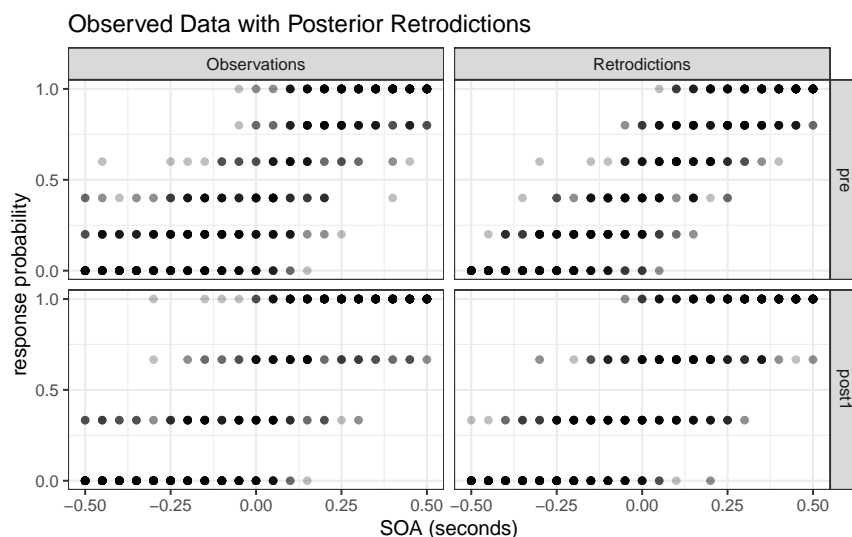 Observed Data with Posterior Retrodictions
Observations
Retrodictions
1.0
0.5
0.0
pre
response probability
1.0
0.5
0.0
post1
−0.50 −0.25 0.00 0.25 0.50
−0.50 −0.25 0.00 0.25 0.50
SOA (seconds)